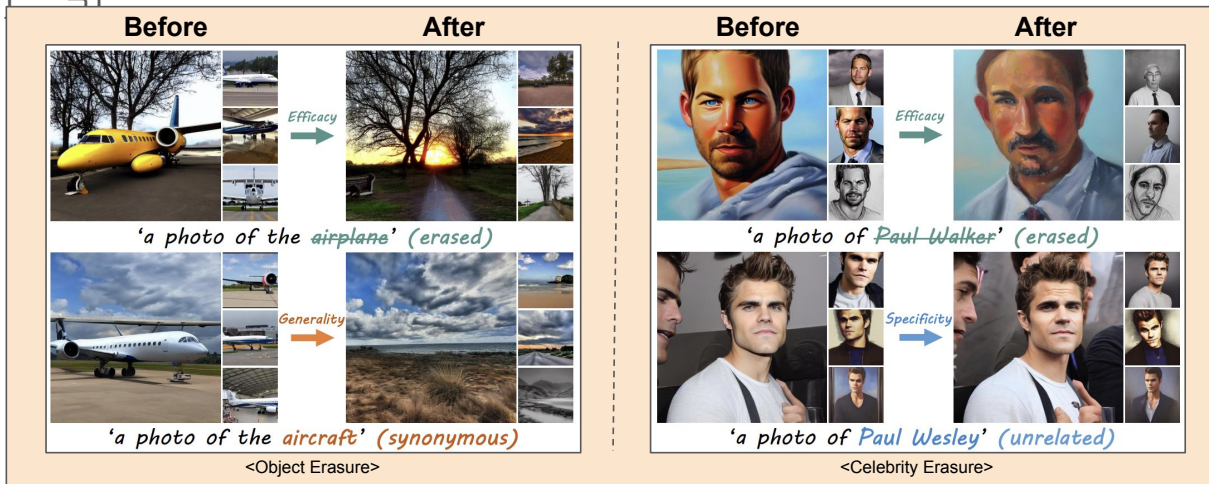 Before After
Efficacy
'a photo of the airplane' (erased)
Generality
'a photo of the aircraft' (synonymous)
<Object Erasure>
Before After
Efficacy
'a photo of Paul Walker' (erased)
Specificity
'a photo of Paul Wesley' (unrelated)
<Celebrity Erasure>